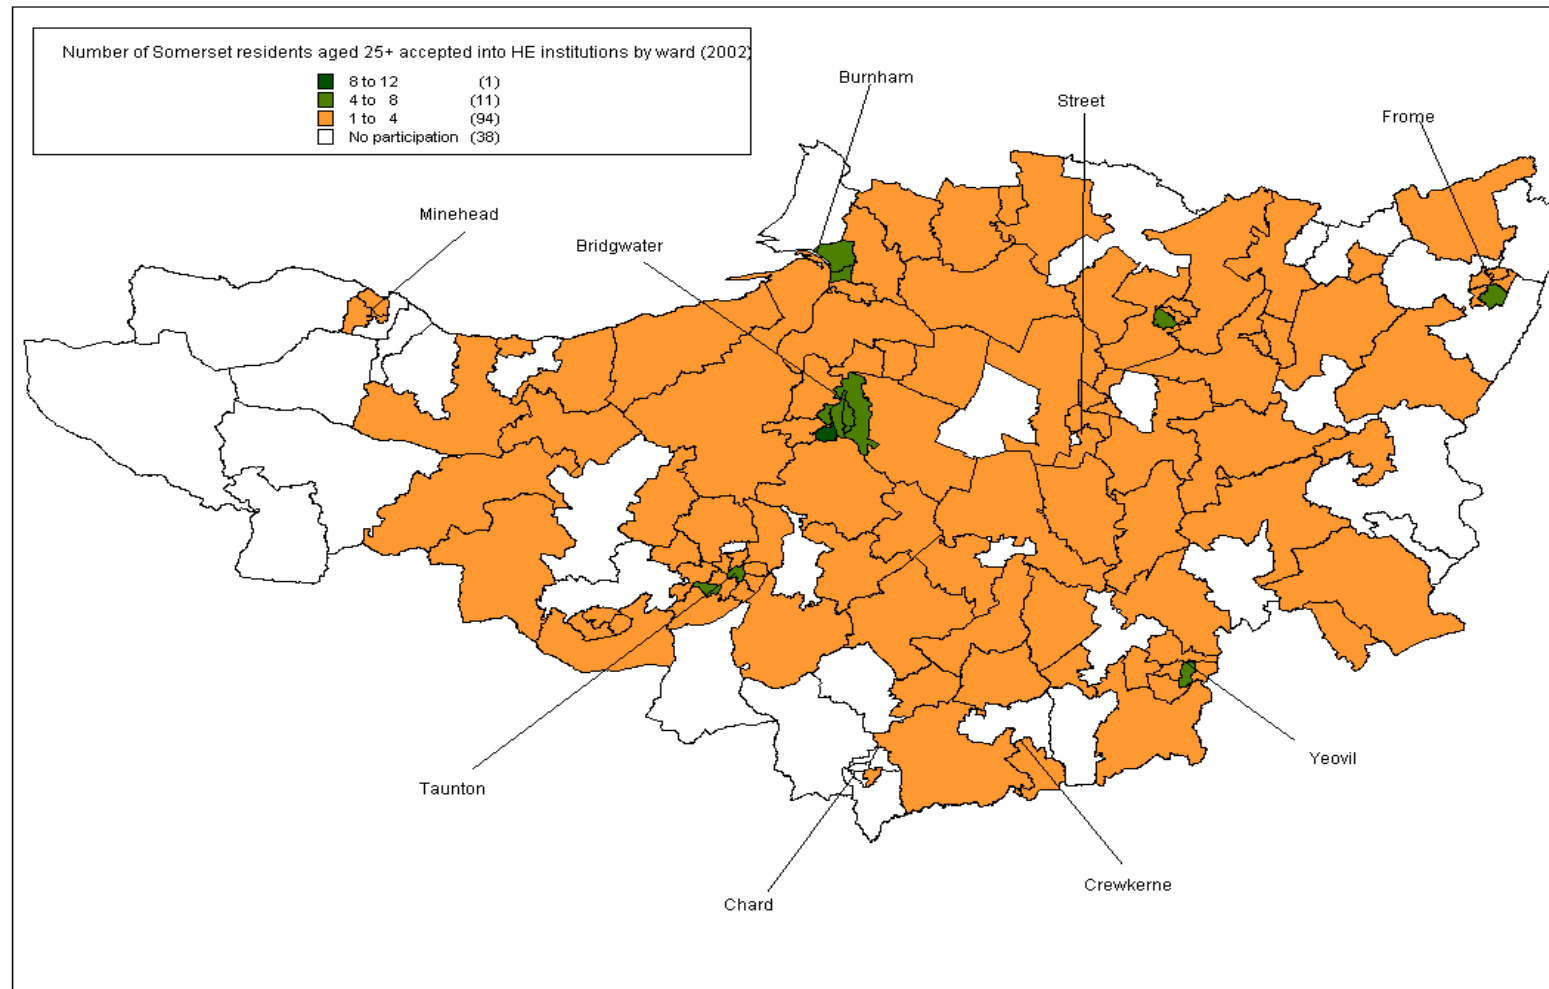 Number of Somerset residents aged 25+ accepted into HE institutions by ward (2002)
8 to 12 (1)
4 to 8 (11)
1 to 4 (94)
No participation (38)
Burnham
Street
Frome
Minehead
Bridgwater
Taunton
Yeovil
Chard
Crewkerne